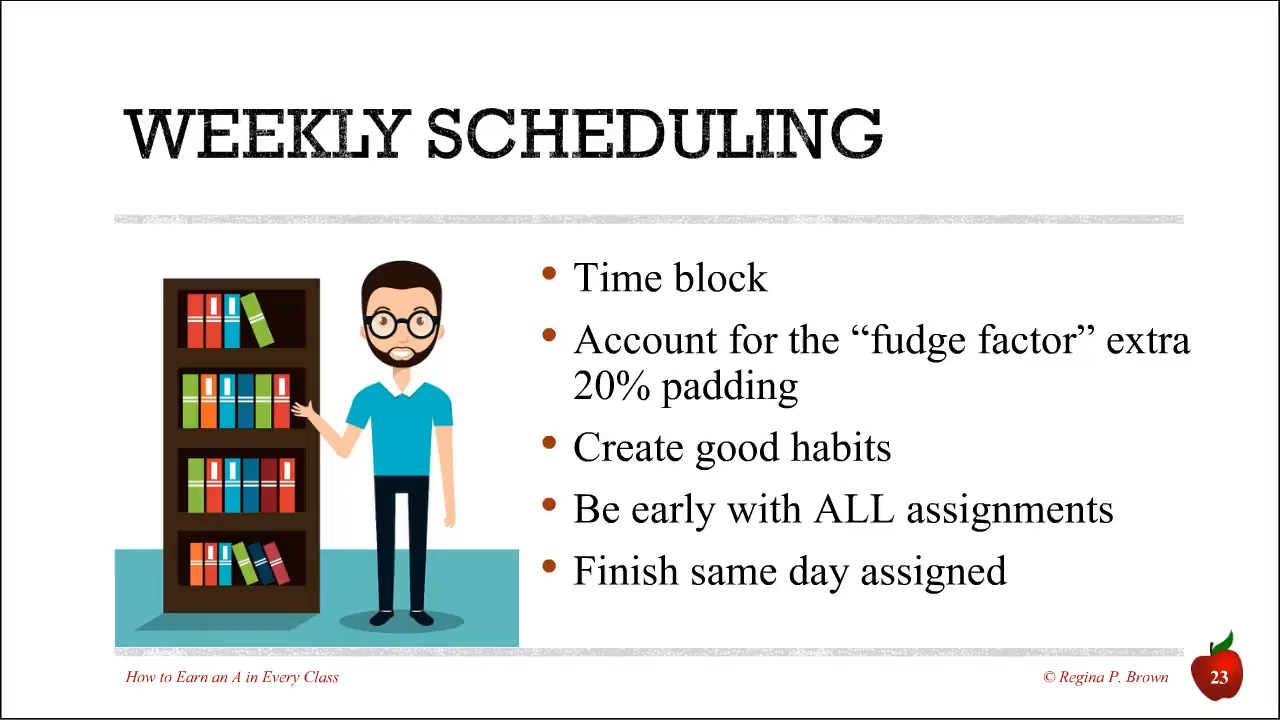 WEEKLY SCHEDULING
• Time block
• Account for the “fudge factor” extra
20% padding
• Create good habits
• Be early with ALL assignments
• Finish same day assigned
How to Earn an A in Every Class
© Regina P. Brown
23